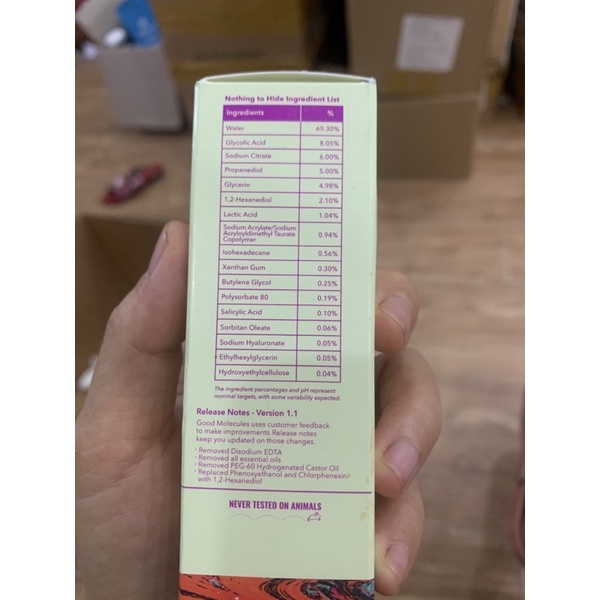 Nothing to Hide Ingredient List
Ingredients %
Water 69.30%
Glycolic Acid 8.05%
Sodium Citrate 6.00%
Propanediol 5.00%
Glycerin 4.98%
1,2-Hexanediol 2.10%
Lactic Acid 1.04%
Sodium Acrylate/Sodium
Acryloyldimethyl Taurate
Copolymer 0.94%
Isohexadecane 0.56%
Xanthan Gum 0.30%
Butylene Glycol 0.25%
Polysorbate 80 0.19%
Salicylic Acid 0.10%
Sorbitan Oleate 0.06%
Sodium Hyaluronate 0.05%
Ethylhexylglycerin 0.05%
Hydroxyethylcellulose 0.04%
The ingredient percentages and pH represent
nominal targets, with some variability expected.
Release Notes - Version 1.1
Good Molecules uses customer feedback
to make improvements. Release notes
keep you updated on those changes.
· Removed Disodium EDTA
· Removed all essential oils
· Removed PEG-60 Hydrogenated Castor Oil
· Replaced Phenoxyethanol and Chlorphenesin
with 1,2-Hexanediol
NEVER TESTED ON ANIMALS